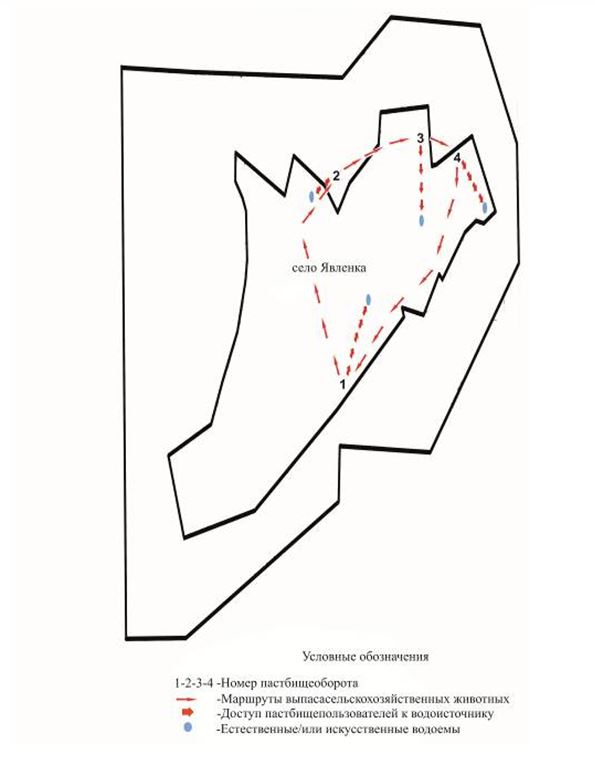 3
4
2
село Явленка
1
Условные обозначения
1-2-3-4 -Номер пастбищеоборота
-Маршруты выпасасельскохозяйственных животных
-Доступ пастбищепользователей к водоисточнику
-Естественные/или искусственные водоемы